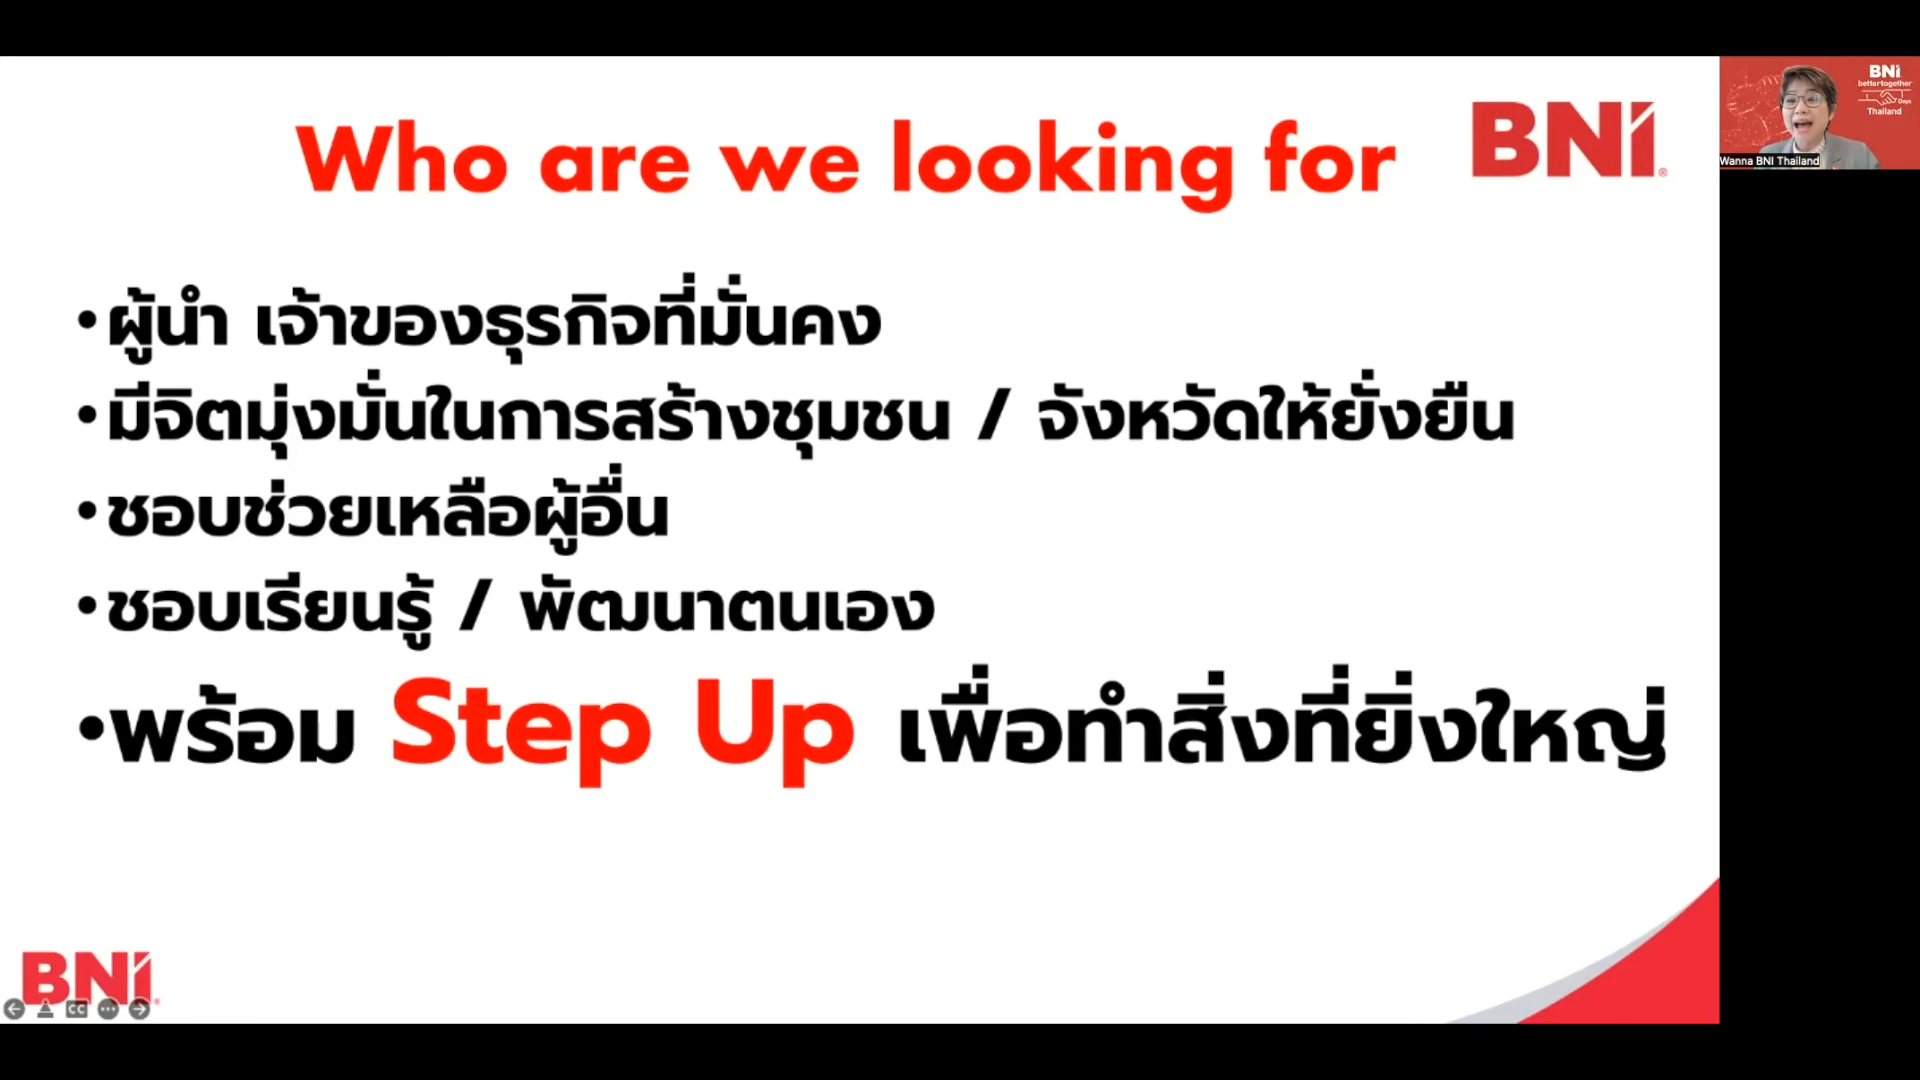 Who are we looking for
BNI®
•ผู้นำ เจ้าของธุรกิจที่มั่นคง
•มีจิตมุ่งมั่นในการสร้างชุมชน / จังหวัดให้ยั่งยืน
•ชอบช่วยเหลือผู้อื่น
•ชอบเรียนรู้ / พัฒนาตนเอง
•พร้อม Step Up เพื่อทำสิ่งที่ยิ่งใหญ่
BNI
CC
BNI
bettertogether
Days
Thailand
Wanna BNI Thailand